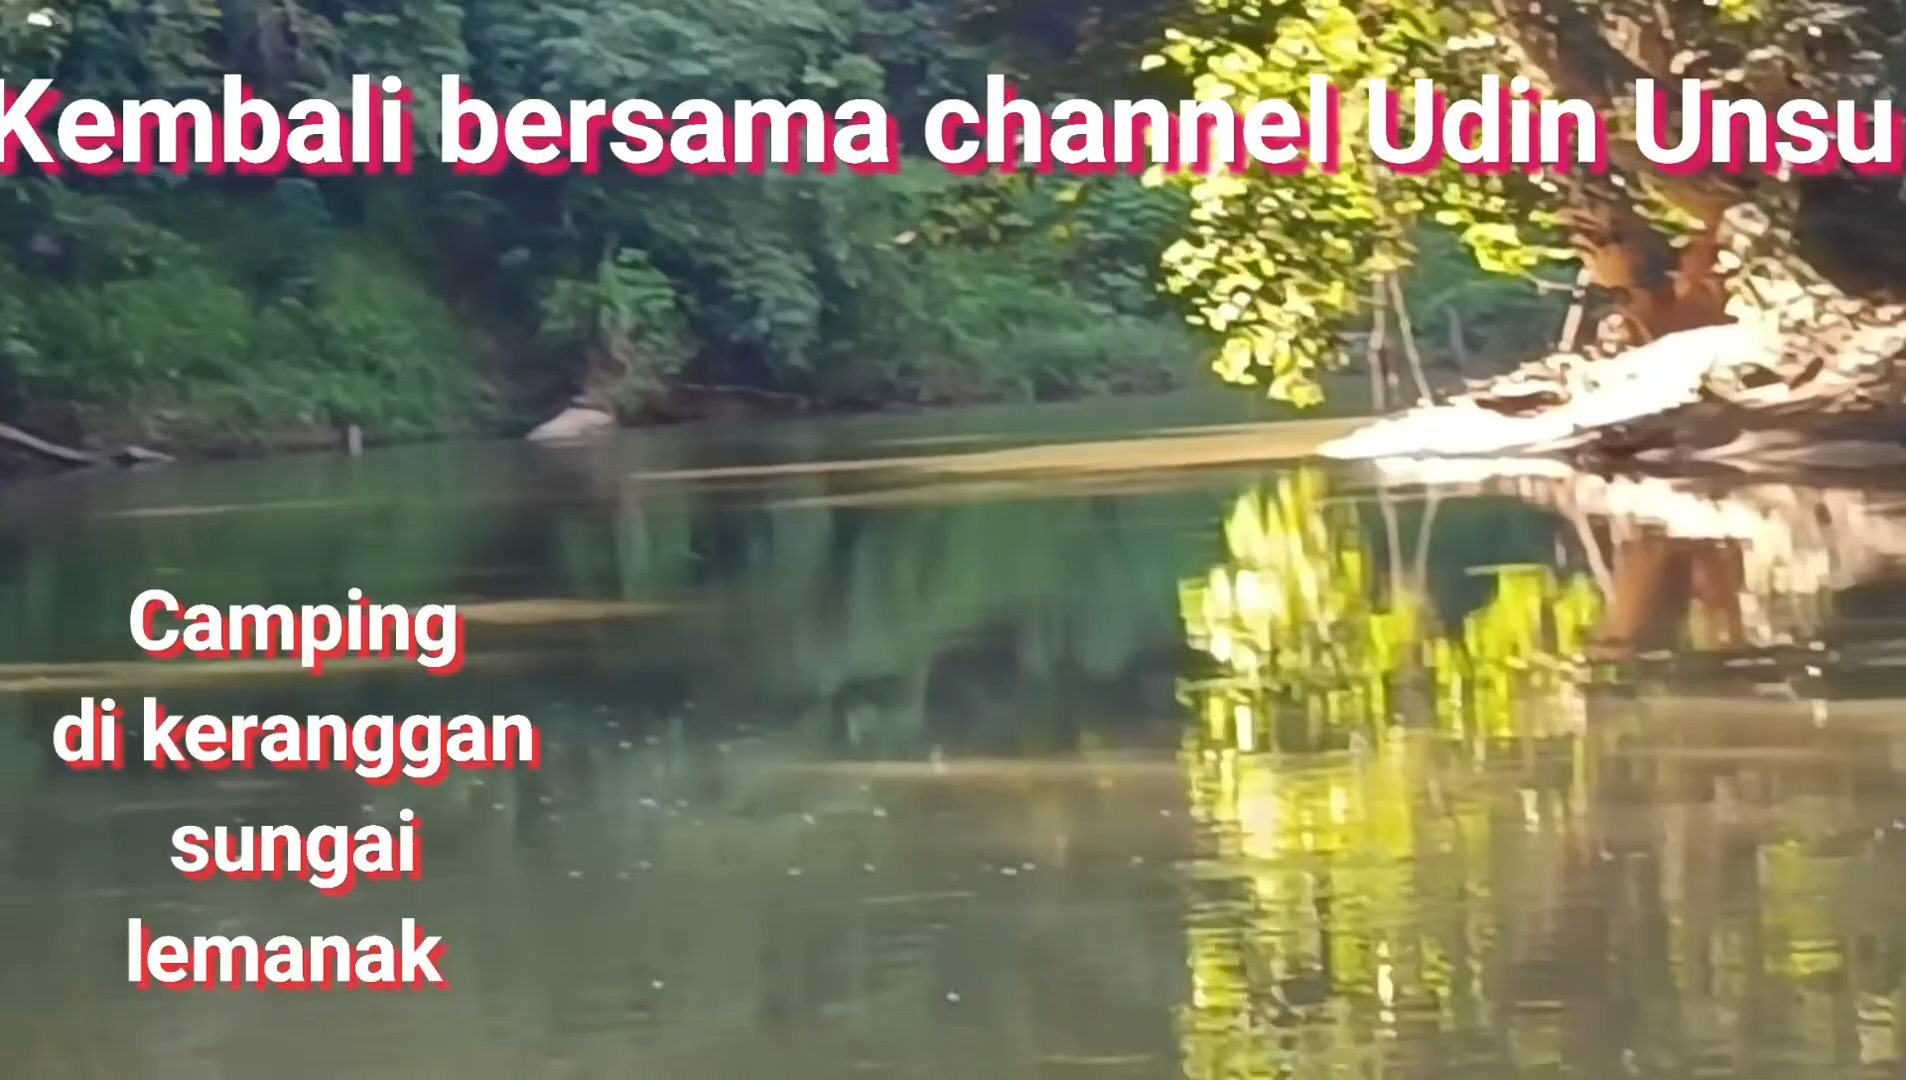 Kembali bersama channel Udin Unsu
Camping
di keranggan
sungai
lemanak